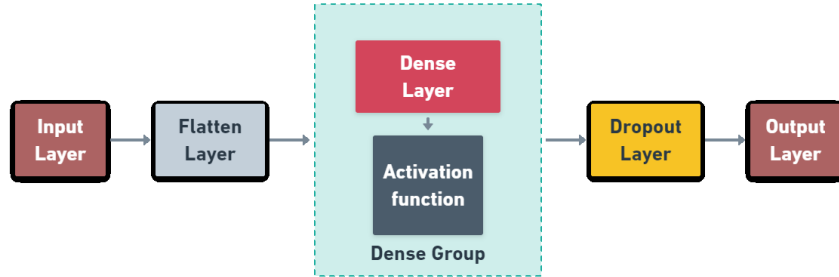 Input
Layer
Flatten
Layer
Dense
Layer
Activation
function
Dense Group
Dropout
Layer
Output
Layer